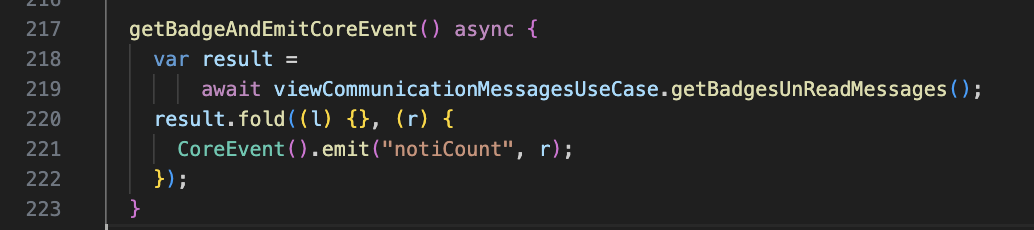 217 getBadgeAndEmitCoreEvent() async {
218 var result =
219 await viewCommunicationMessagesUseCase.getBadgesUnReadMessages();
220 result.fold((l) {}, (r) {
221 CoreEvent().emit("notiCount", r);
222 });
223 }